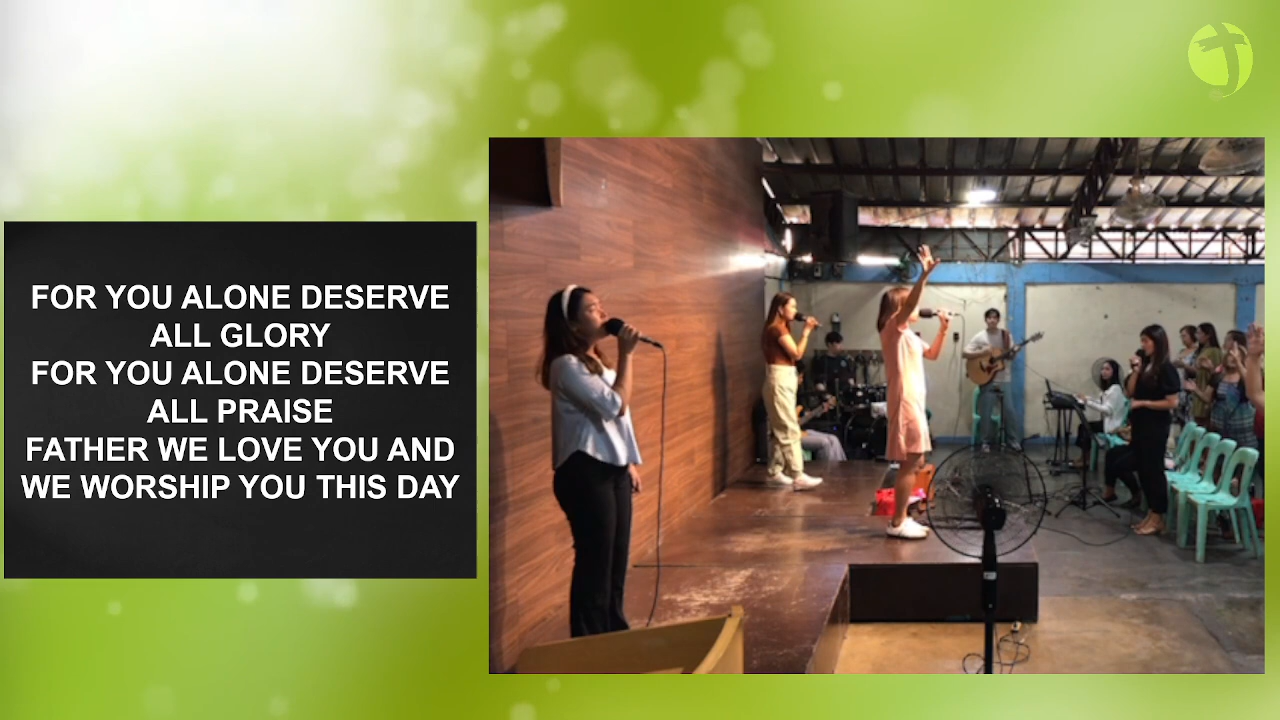 FOR YOU ALONE DESERVE
ALL GLORY
FOR YOU ALONE DESERVE
ALL PRAISE
FATHER WE LOVE YOU AND
WE WORSHIP YOU THIS DAY